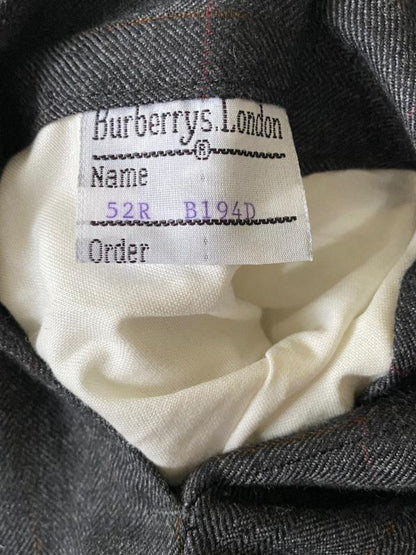 Burberrys. London
®
Name
52R B194D
Order